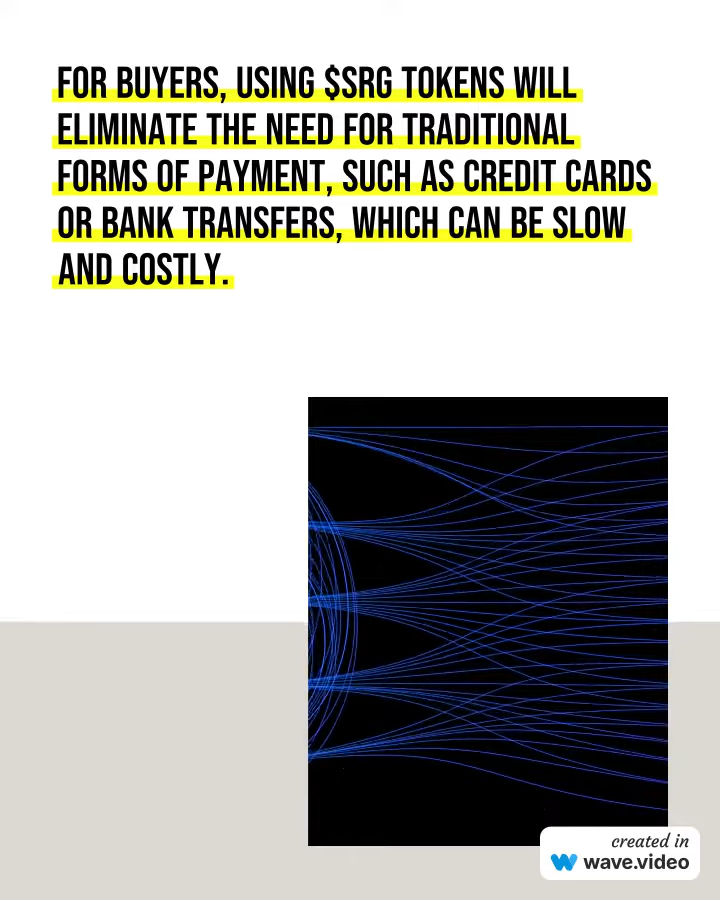 FOR BUYERS, USING $SRG TOKENS WILL
ELIMINATE THE NEED FOR TRADITIONAL
FORMS OF PAYMENT, SUCH AS CREDIT CARDS
OR BANK TRANSFERS, WHICH CAN BE SLOW
AND COSTLY.
created in
wave.video